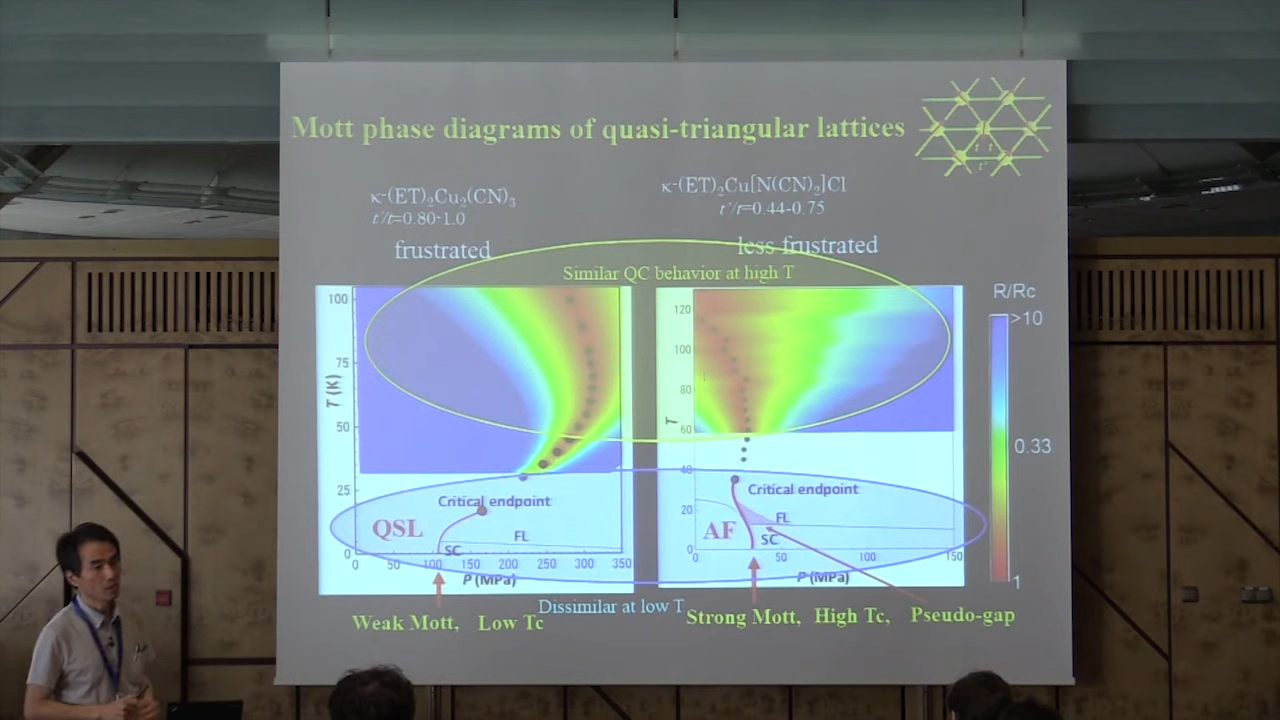 Mott phase diagrams of quasi-triangular lattices
t t
t'
κ-(ET)₂Cu₂(CN)₃
t'/t=0.80-1.0
frustrated
κ-(ET)₂Cu[N(CN)₂]Cl
t'/t=0.44-0.75
less frustrated
Similar QC behavior at high T
R/Rc
>10
0.33
1
T (K)
100
75
50
25
0
Critical endpoint
QSL
FL
SC
0 50 100 150 200 250 300 350
P (MPa)
T
120
100
80
60
40
20
0
Critical endpoint
AF
FL
SC
0 50 100 150
P (MPa)
Dissimilar at low T
Weak Mott, Low Tc
Strong Mott, High Tc, Pseudo-gap